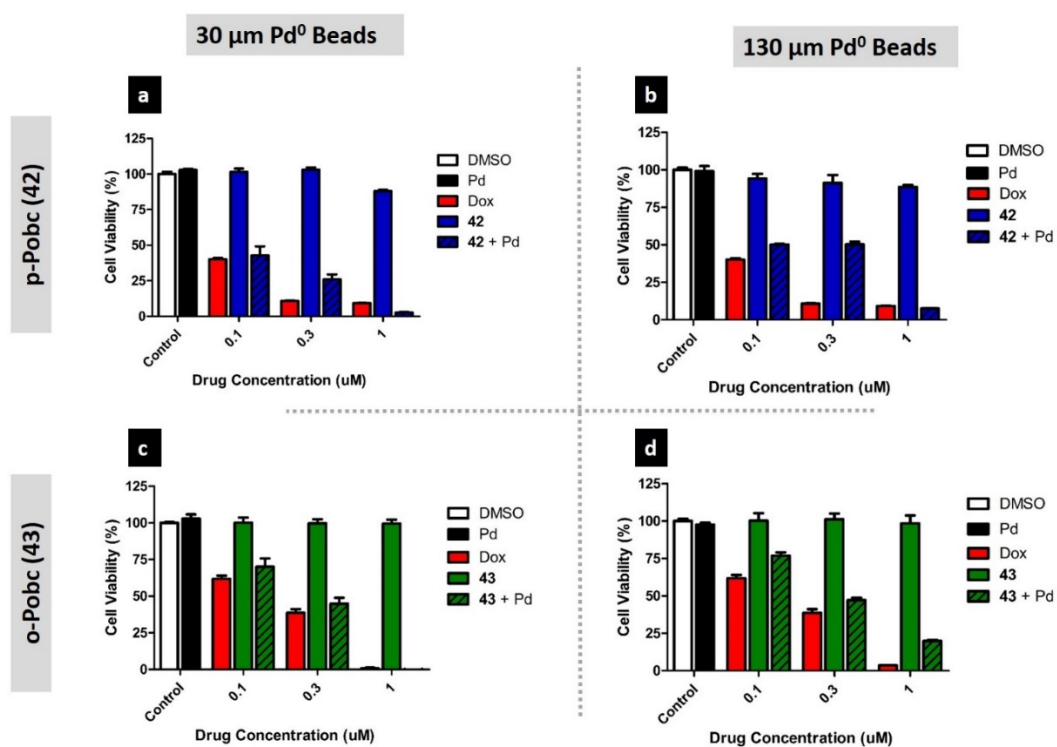 30 µm Pd⁰ Beads
130 µm Pd⁰ Beads
p-Pobc (42)
a
Cell Viability (%)
125
100
75
50
25
0
Control
0.1
0.3
1
Drug Concentration (uM)
DMSO
Pd
Dox
42
42 + Pd
b
Cell Viability (%)
125
100
75
50
25
0
Control
0.1
0.3
1
Drug Concentration (uM)
DMSO
Pd
Dox
42
42 + Pd
o-Pobc (43)
c
Cell Viability (%)
125
100
75
50
25
0
Control
0.1
0.3
1
Drug Concentration (uM)
DMSO
Pd
Dox
43
43 + Pd
d
Cell Viability (%)
125
100
75
50
25
0
Control
0.1
0.3
1
Drug Concentration (uM)
DMSO
Pd
Dox
43
43 + Pd